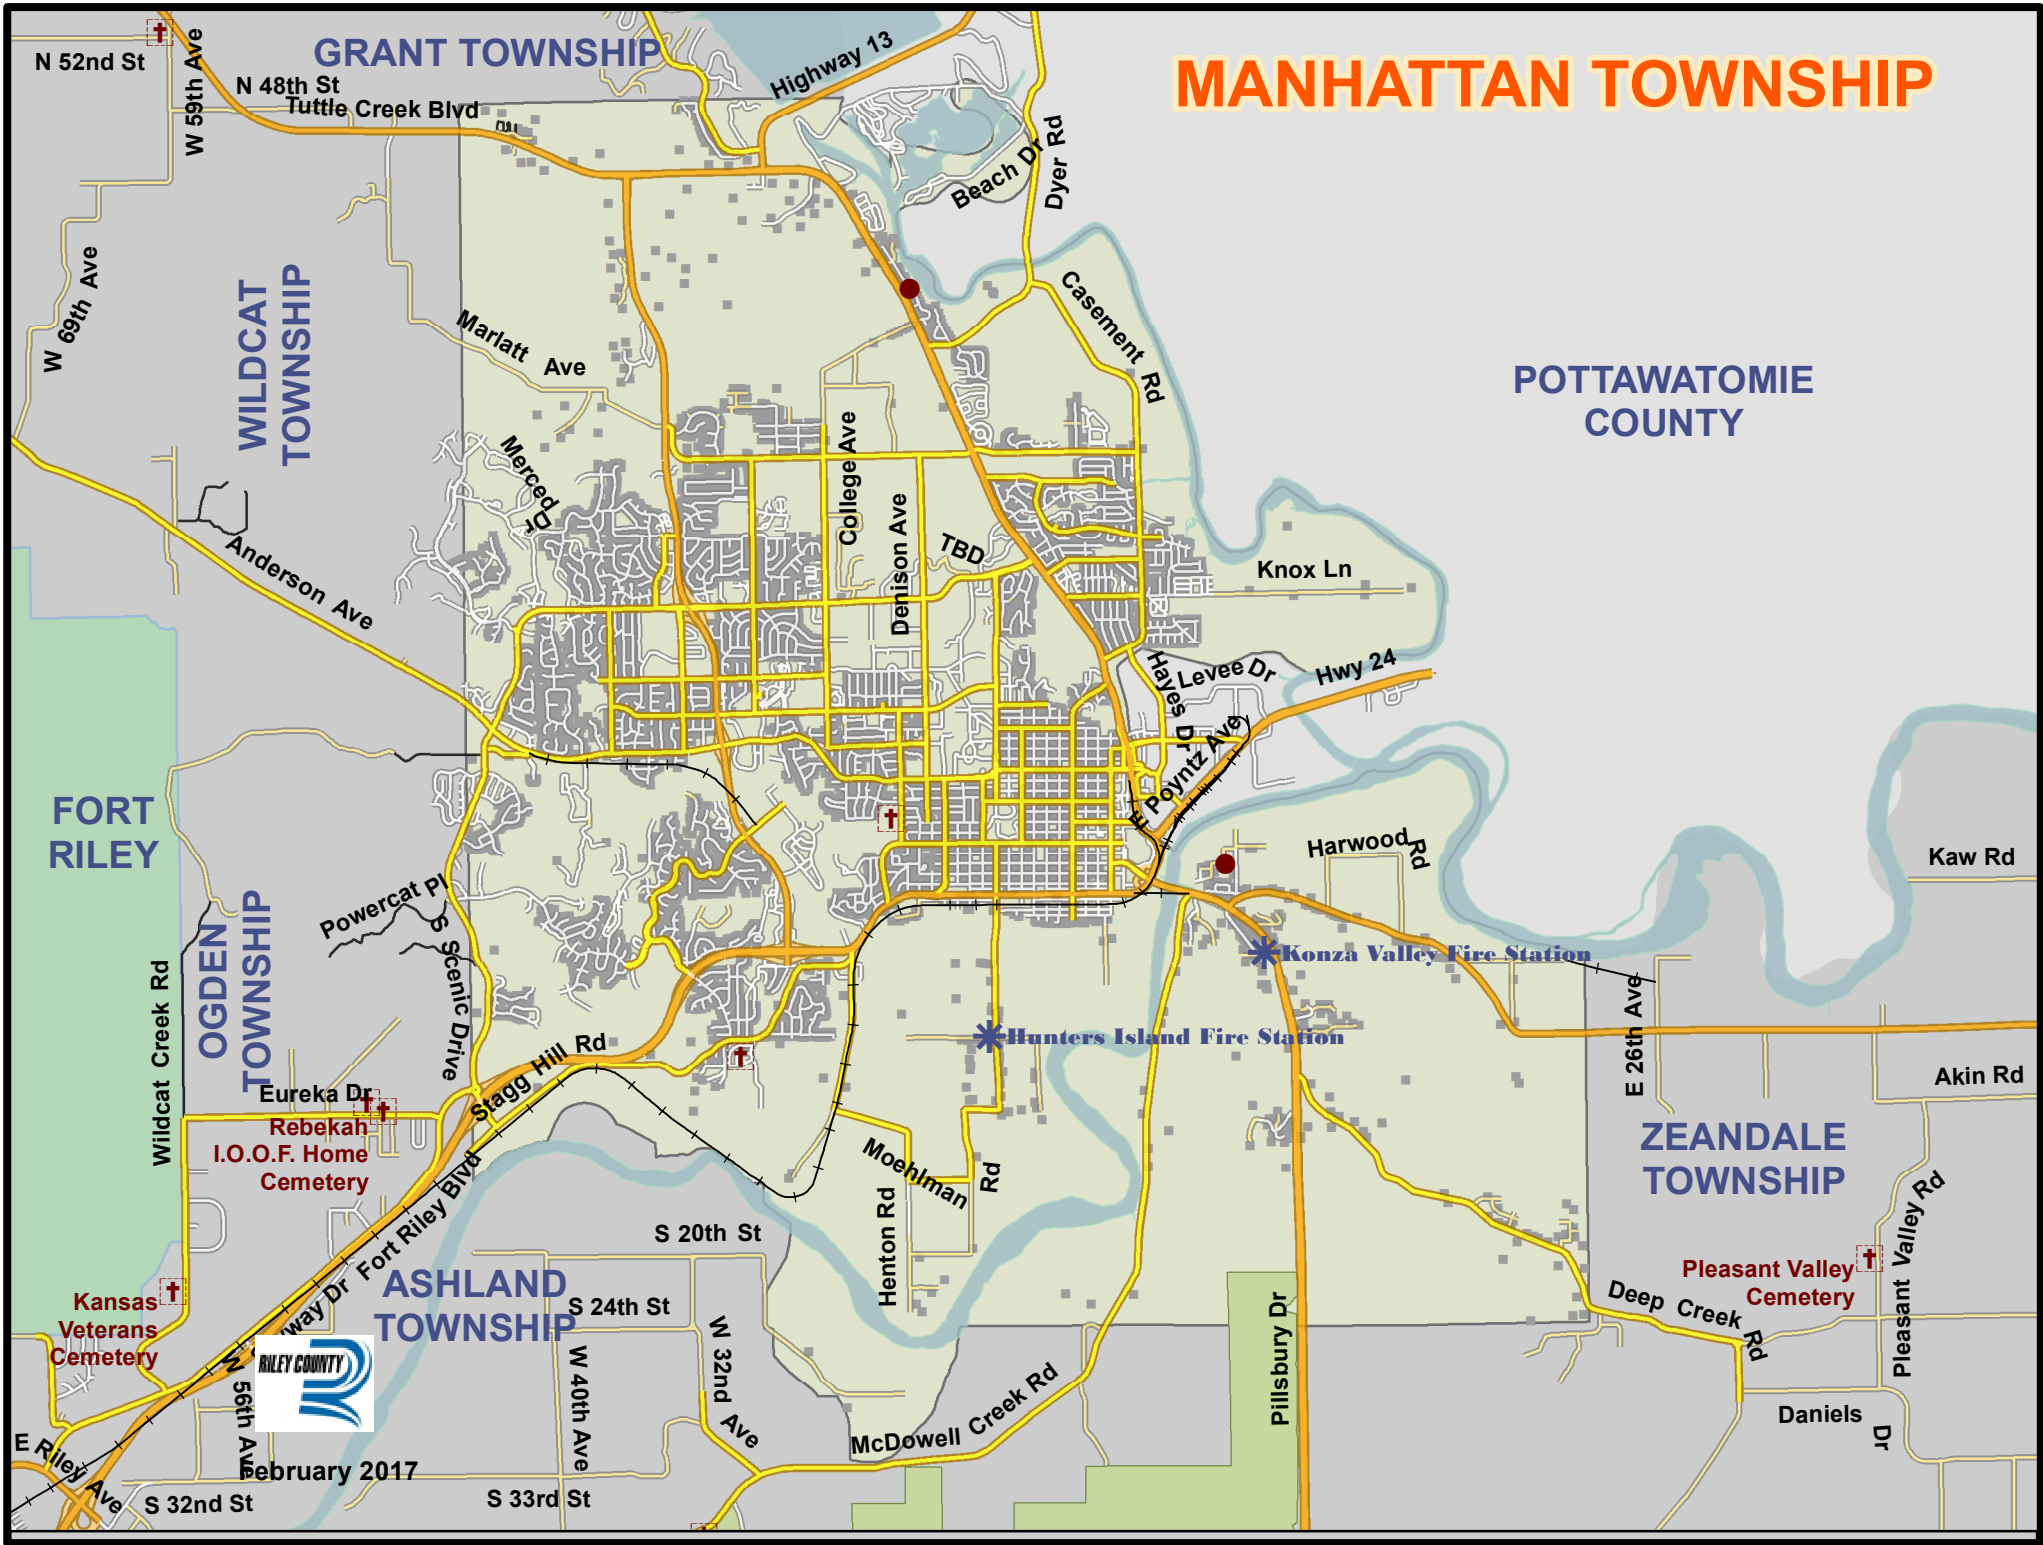 MANHATTAN TOWNSHIP
GRANT TOWNSHIP
N 52nd St
W 59th Ave
N 48th St
Tuttle Creek Blvd
Highway 13
Beach Dr
Dyer Rd
W 69th Ave
WILDCAT
TOWNSHIP
Marlatt Ave
Casement Rd
POTTAWATOMIE
COUNTY
Merced Dr
College Ave
Denison Ave
TBD
Knox Ln
Anderson Ave
Hayes Dr
Levee Dr
Hwy 24
E Poyntz Ave
FORT
RILEY
Harwood Rd
Kaw Rd
Powercat Pl
S Scenic Drive
OGDEN
TOWNSHIP
Wildcat Creek Rd
Konza Valley Fire Station
Hunters Island Fire Station
E 26th Ave
Akin Rd
Stagg Hill Rd
Eureka Dr
Rebekah
I.O.O.F. Home
Cemetery
Moehlman Rd
ZEANDALE
TOWNSHIP
Fort Riley Blvd
Henton Rd
S 20th St
Pleasant Valley Rd
Pleasant Valley
Cemetery
ASHLAND
TOWNSHIP
S 24th St
Kansas
Veterans
Cemetery
way Dr
RILEY COUNTY
W 56th Ave
W 40th Ave
W 32nd Ave
McDowell Creek Rd
Pillsbury Dr
Deep Creek Rd
Daniels Dr
E Riley Ave
February 2017
S 32nd St
S 33rd St